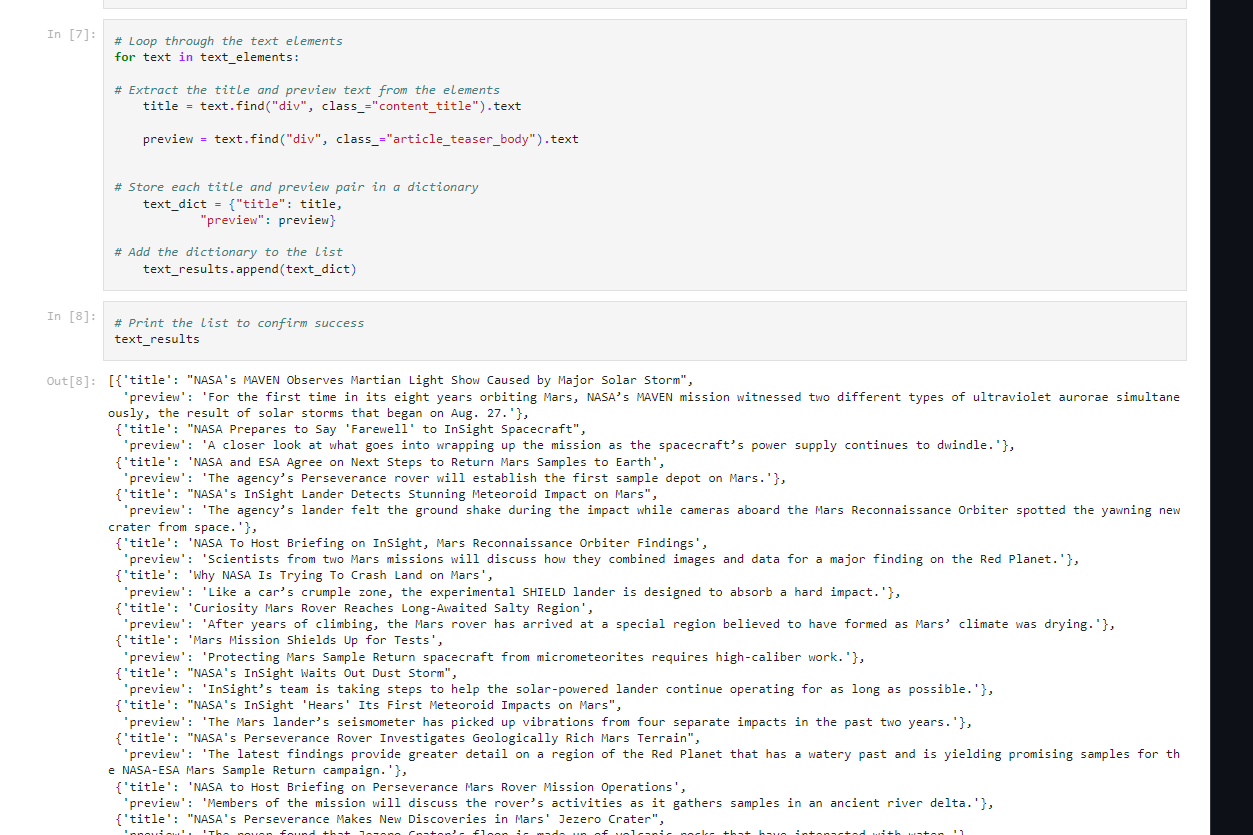 In [7]:
# Loop through the text elements
for text in text_elements:
# Extract the title and preview text from the elements
title = text.find("div", class_="content_title").text
preview = text.find("div", class_="article_teaser_body").text
# Store each title and preview pair in a dictionary
text_dict = {"title": title,
"preview": preview}
# Add the dictionary to the list
text_results.append(text_dict)
In [8]:
# Print the list to confirm success
text_results
Out[8]:
[{'title': "NASA's MAVEN Observes Martian Light Show Caused by Major Solar Storm",
'preview': 'For the first time in its eight years orbiting Mars, NASA’s MAVEN mission witnessed two different types of ultraviolet aurorae simultane
ously, the result of solar storms that began on Aug. 27.'},
{'title': "NASA Prepares to Say 'Farewell' to InSight Spacecraft",
'preview': 'A closer look at what goes into wrapping up the mission as the spacecraft’s power supply continues to dwindle.'},
{'title': 'NASA and ESA Agree on Next Steps to Return Mars Samples to Earth',
'preview': 'The agency’s Perseverance rover will establish the first sample depot on Mars.'},
{'title': "NASA's InSight Lander Detects Stunning Meteoroid Impact on Mars",
'preview': 'The agency’s lander felt the ground shake during the impact while cameras aboard the Mars Reconnaissance Orbiter spotted the yawning new
crater from space.'},
{'title': 'NASA To Host Briefing on InSight, Mars Reconnaissance Orbiter Findings',
'preview': 'Scientists from two Mars missions will discuss how they combined images and data for a major finding on the Red Planet.'},
{'title': 'Why NASA Is Trying To Crash Land on Mars',
'preview': 'Like a car’s crumple zone, the experimental SHIELD lander is designed to absorb a hard impact.'},
{'title': 'Curiosity Mars Rover Reaches Long-Awaited Salty Region',
'preview': 'After years of climbing, the Mars rover has arrived at a special region believed to have formed as Mars’ climate was drying.'},
{'title': 'Mars Mission Shields Up for Tests',
'preview': 'Protecting Mars Sample Return spacecraft from micrometeorites requires high-caliber work.'},
{'title': "NASA's InSight Waits Out Dust Storm",
'preview': 'InSight’s team is taking steps to help the solar-powered lander continue operating for as long as possible.'},
{'title': "NASA's InSight 'Hears' Its First Meteoroid Impacts on Mars",
'preview': 'The Mars lander’s seismometer has picked up vibrations from four separate impacts in the past two years.'},
{'title': "NASA's Perseverance Rover Investigates Geologically Rich Mars Terrain",
'preview': 'The latest findings provide greater detail on a region of the Red Planet that has a watery past and is yielding promising samples for th
e NASA-ESA Mars Sample Return campaign.'},
{'title': 'NASA to Host Briefing on Perseverance Mars Rover Mission Operations',
'preview': 'Members of the mission will discuss the rover’s activities as it gathers samples in an ancient river delta.'},
{'title': "NASA's Perseverance Makes New Discoveries in Mars' Jezero Crater",
'preview': 'The rover found that Jezero Crater’s floor is made up of volcanic rocks that have interacted with water.'}